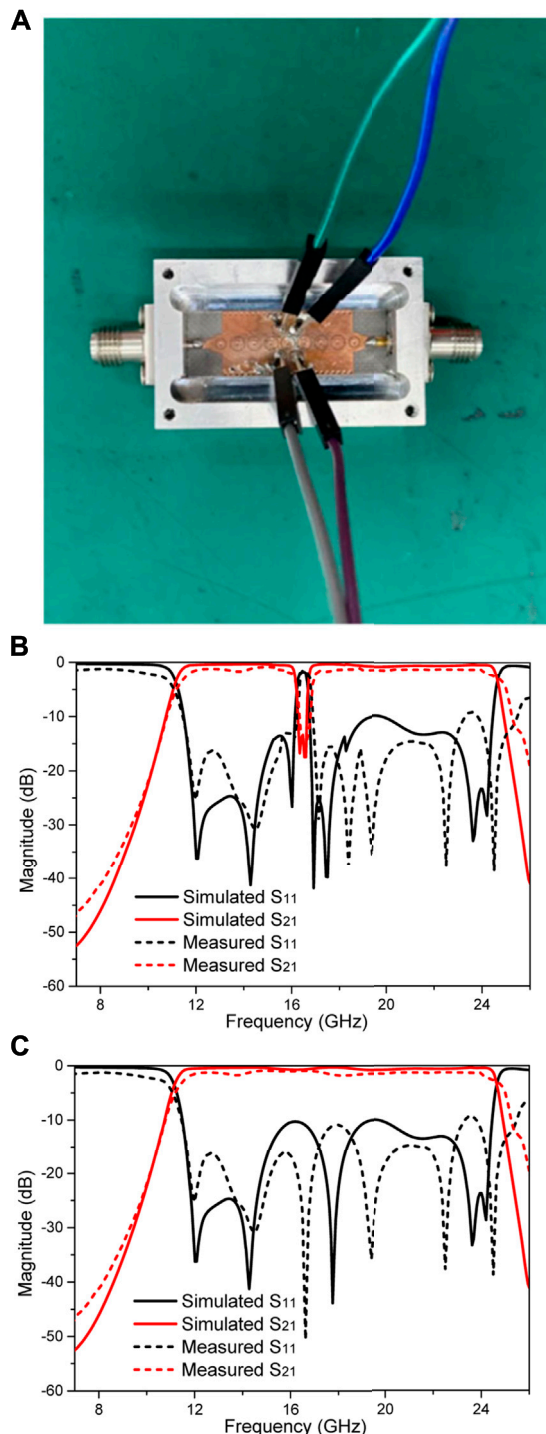 A
B
0
-10
-20
-30
-40
-50
-60
Magnitude (dB)
Simulated S11
Simulated S21
Measured S11
Measured S21
8 12 16 20 24
Frequency (GHz)
C
0
-10
-20
-30
-40
-50
-60
Magnitude (dB)
Simulated S11
Simulated S21
Measured S11
Measured S21
8 12 16 20 24
Frequency (GHz)